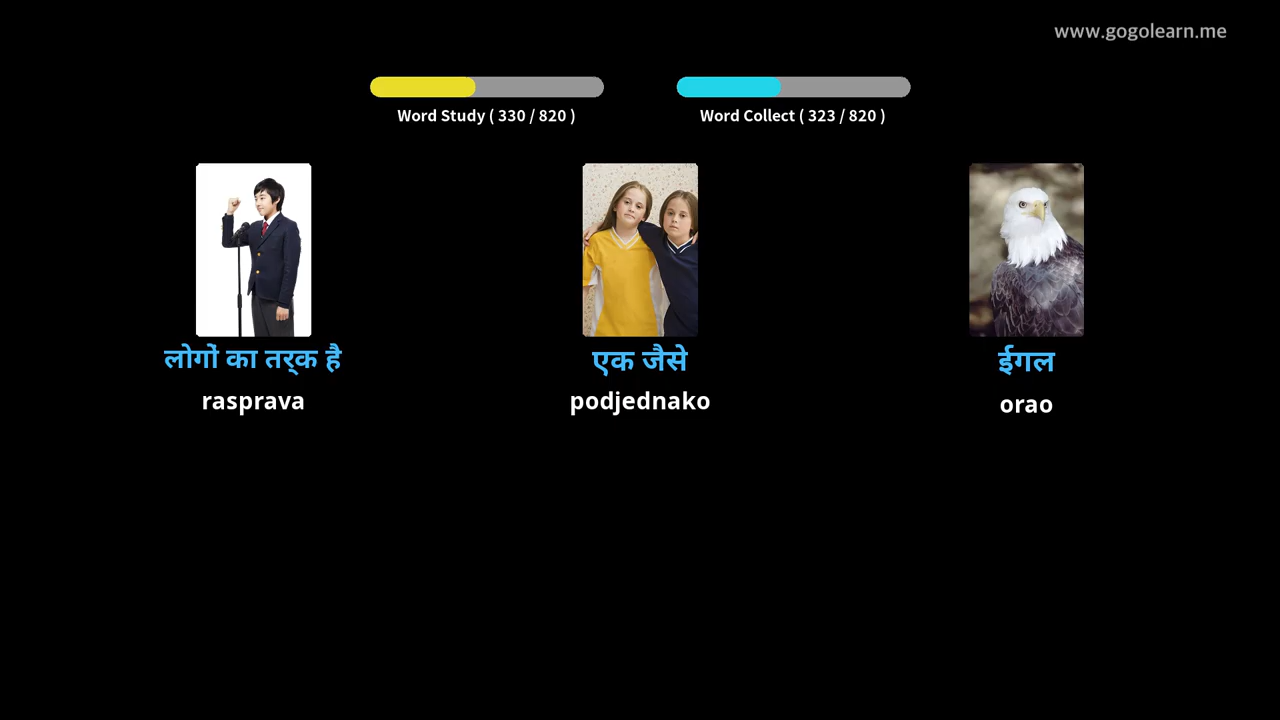 www.gogolearn.me
Word Study ( 330 / 820 )
Word Collect ( 323 / 820 )
लोगों का तर्क है
एक जैसे
ईगल
rasprava
podjednako
orao